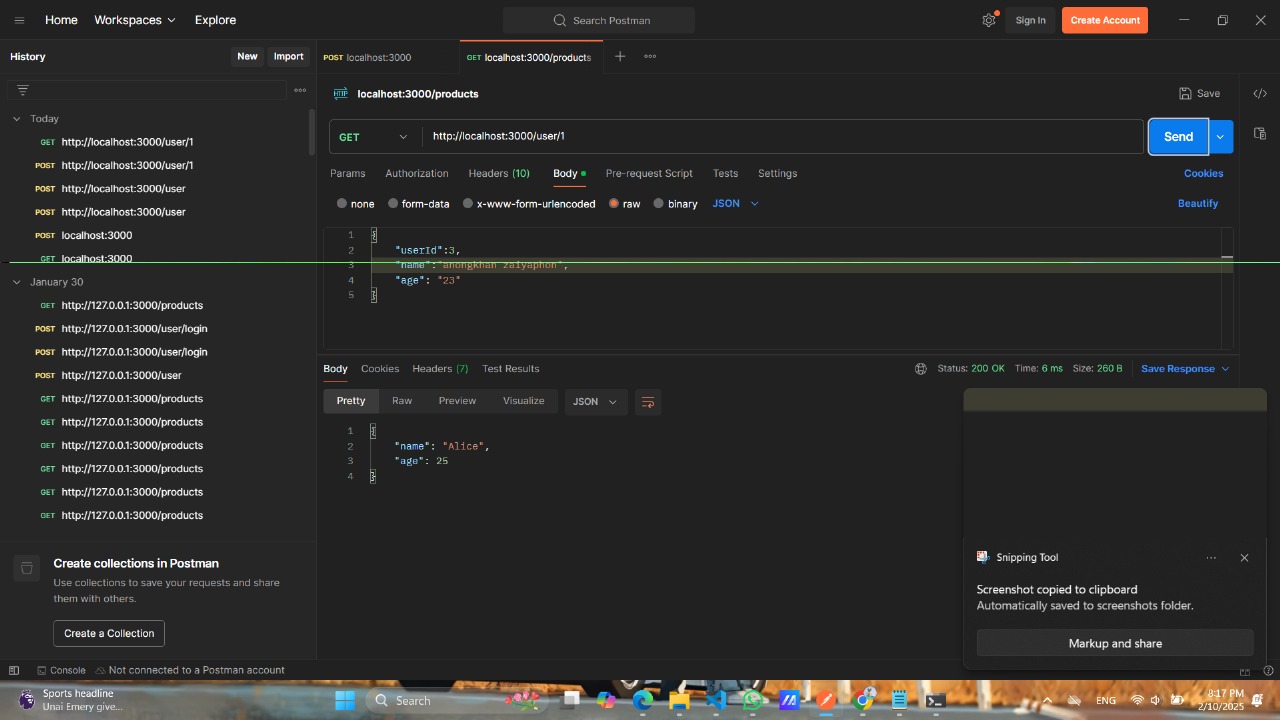 Home
Workspaces
Explore
Search Postman
Sign In
Create Account
History
New
Import
POST localhost:3000
GET localhost:3000/products
HTTP localhost:3000/products
Save
Today
GET http://localhost:3000/user/1
POST http://localhost:3000/user/1
POST http://localhost:3000/user
POST http://localhost:3000/user
POST localhost:3000
GET localhost:3000
January 30
GET http://127.0.0.1:3000/products
POST http://127.0.0.1:3000/user/login
POST http://127.0.0.1:3000/user/login
POST http://127.0.0.1:3000/user
GET http://127.0.0.1:3000/products
GET http://127.0.0.1:3000/products
GET http://127.0.0.1:3000/products
GET http://127.0.0.1:3000/products
GET http://127.0.0.1:3000/products
GET http://127.0.0.1:3000/products
Create collections in Postman
Use collections to save your requests and share
them with others.
Create a Collection
GET
http://localhost:3000/user/1
Send
Params Authorization Headers (10) Body Pre-request Script Tests Settings
Cookies
none form-data x-www-form-urlencoded raw binary JSON
Beautify
1 {
2 "userId":3,
3 "name":"anongkhan zaiyaphon",
4 "age": "23"
5 }
Body Cookies Headers (7) Test Results
Status: 200 OK Time: 6 ms Size: 260 B
Save Response
Pretty Raw Preview Visualize JSON
1 {
2 "name": "Alice",
3 "age": 25
4 }
Snipping Tool
Screenshot copied to clipboard
Automatically saved to screenshots folder.
Markup and share
Console
Not connected to a Postman account
Sports headline
Unai Emery give...
Search
ENG
8:17 PM
2/10/2025